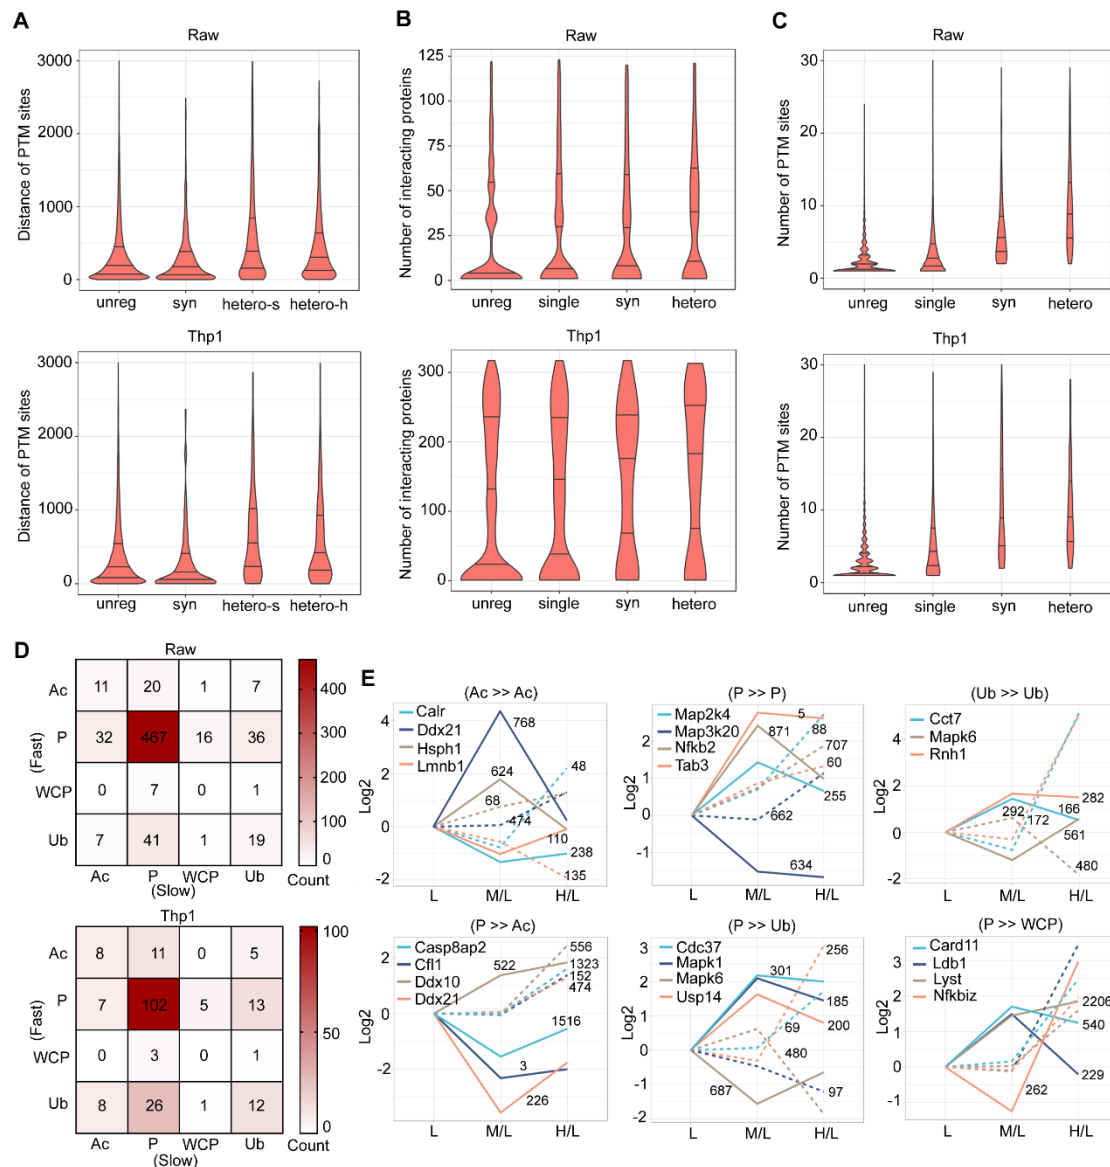 A
Raw
Distance of PTM sites
3000
2000
1000
0
unreg syn hetero-s hetero-h
Thp1
Distance of PTM sites
3000
2000
1000
0
unreg syn hetero-s hetero-h
B
Raw
Number of interacting proteins
125
100
75
50
25
0
unreg single syn hetero
Thp1
Number of interacting proteins
300
200
100
0
unreg single syn hetero
C
Raw
Number of PTM sites
30
20
10
0
unreg single syn hetero
Thp1
Number of PTM sites
30
20
10
0
unreg single syn hetero
D
Raw
(Fast)
Ac 11 20 1 7
P 32 467 16 36
WCP 0 7 0 1
Ub 7 41 1 19
Ac P WCP Ub
(Slow)
400
300
200
100
0
Count
Thp1
(Fast)
Ac 8 11 0 5
P 7 102 5 13
WCP 0 3 0 1
Ub 8 26 1 12
Ac P WCP Ub
(Slow)
100
50
0
Count
E
(Ac >> Ac)
Calr
Ddx21
Hsph1
Lmnb1
Log2
4
2
0
-2
768
624
68
474
48
110
238
135
L M/L H/L
(P >> P)
Map2k4
Map3k20
Nfkb2
Tab3
Log2
2
1
0
-1
5
88
871
707
60
255
662
634
L M/L H/L
(Ub >> Ub)
Cct7
Mapk6
Rnh1
Log2
4
2
0
-2
282
292
172
166
561
480
L M/L H/L
(P >> Ac)
Casp8ap2
Cfl1
Ddx10
Ddx21
Log2
2
0
-2
522
556
1323
152
474
1516
3
226
L M/L H/L
(P >> Ub)
Cdc37
Mapk1
Mapk6
Usp14
Log2
3
2
1
0
-1
-2
256
301
185
200
69
480
687
97
L M/L H/L
(P >> WCP)
Card11
Ldb1
Lyst
Nfkbiz
Log2
3
2
1
0
-1
2206
540
229
262
L M/L H/L